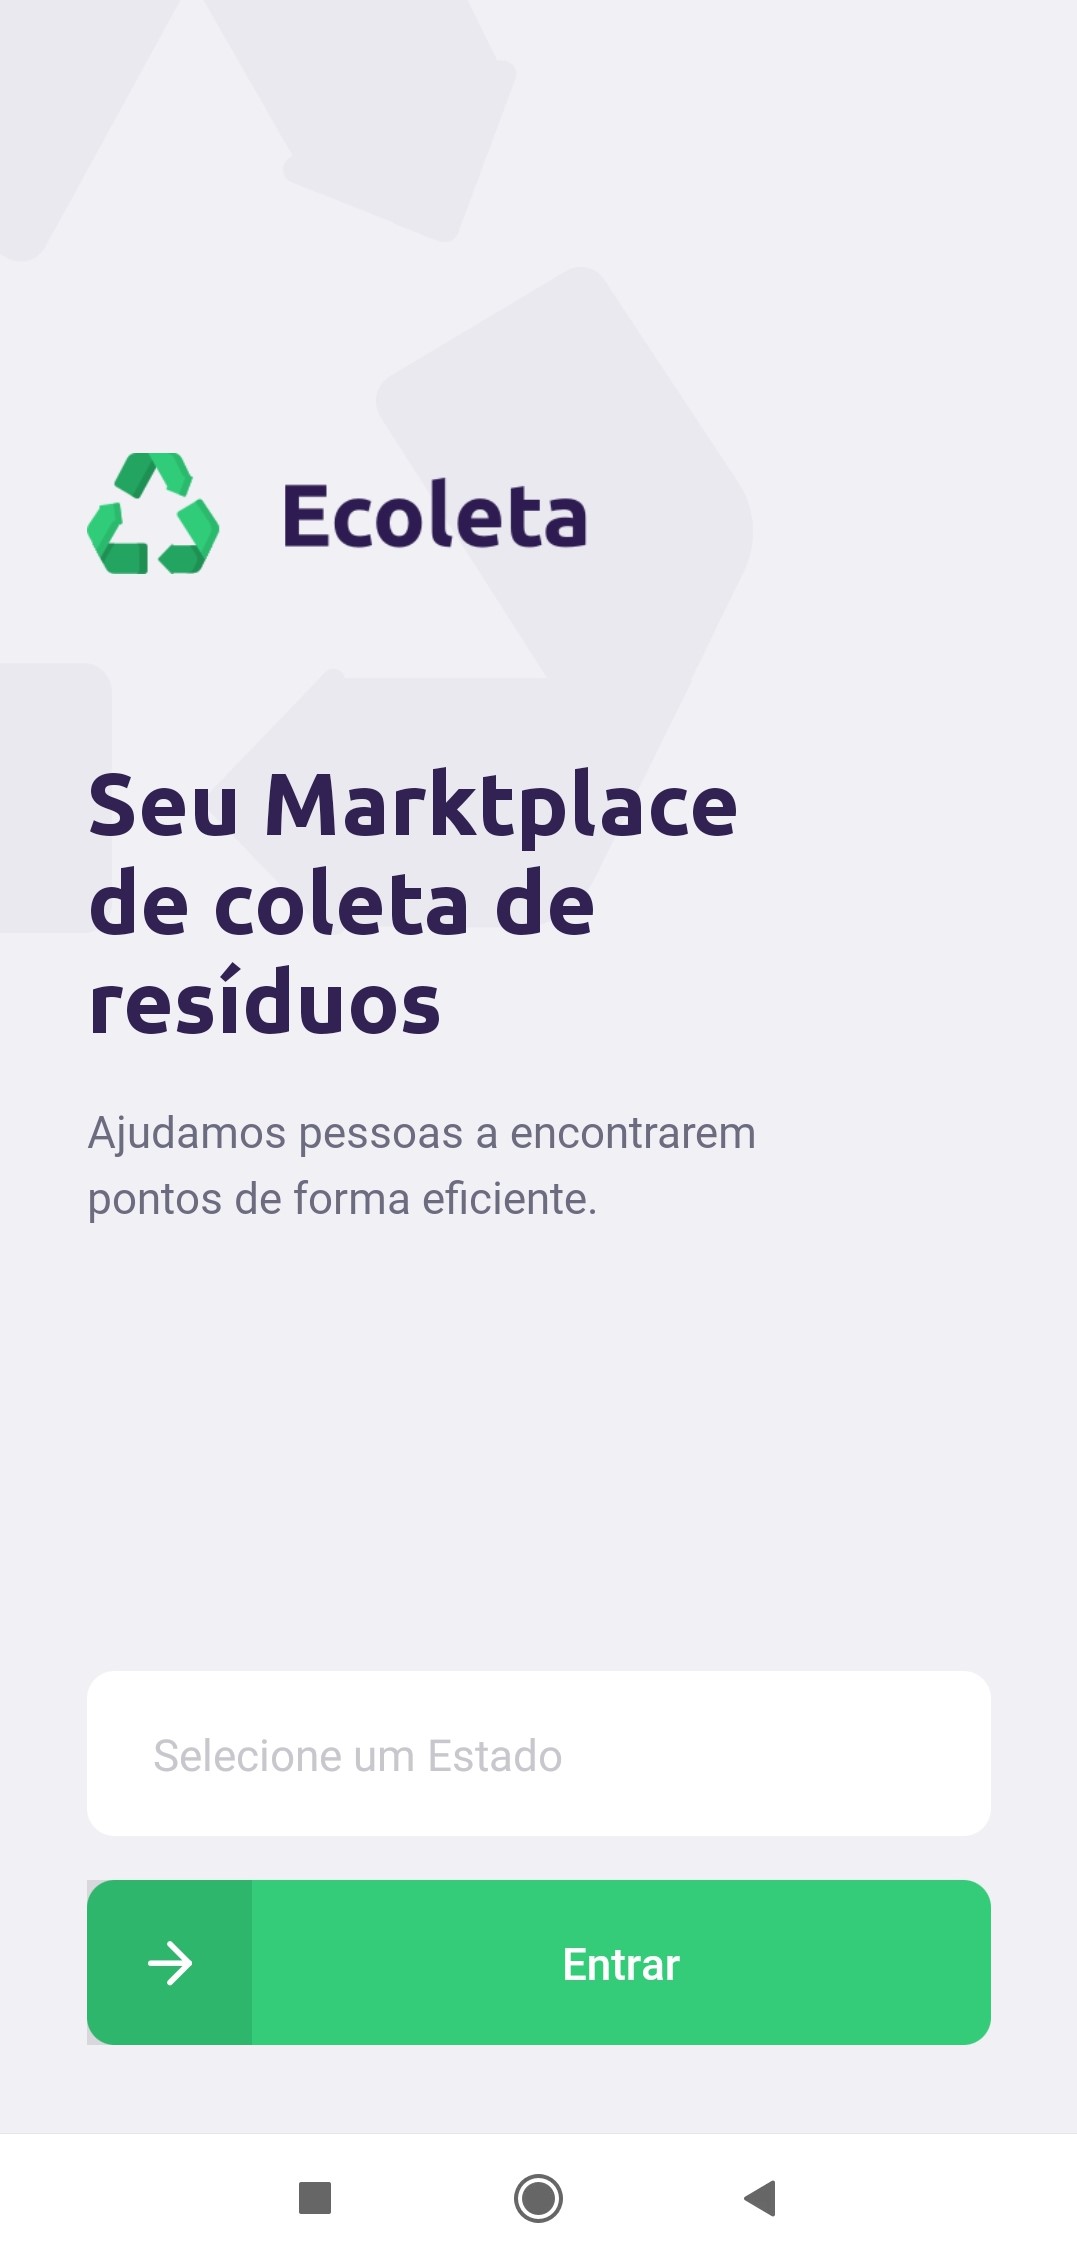 Ecoleta
Seu Marktplace
de coleta de
resíduos
Ajudamos pessoas a encontrarem
pontos de forma eficiente.
Selecione um Estado
Entrar